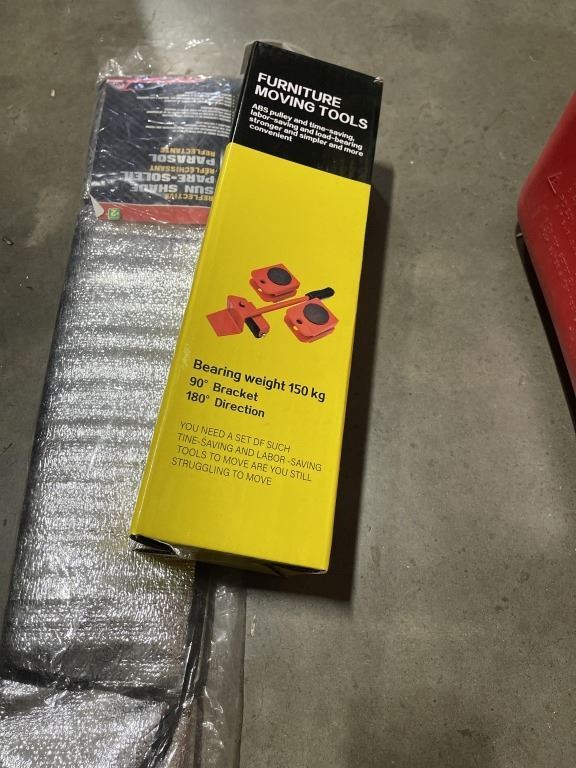 FURNITURE
MOVING TOOLS
ABS pulley and time-saving,
labor-saving and load-bearing
stronger and simpler and more
convenient
Bearing weight 150 kg
90° Bracket
180° Direction
YOU NEED A SET DF SUCH
TINE-SAVING AND LABOR -SAVING
TOOLS TO MOVE ARE YOU STILL
STRUGGLING TO MOVE
REFLECTIVE
SUN SHADE
RÉFLÉCHISSANT
PARE-SOLEIL
REFLECTANTE
PARASOL